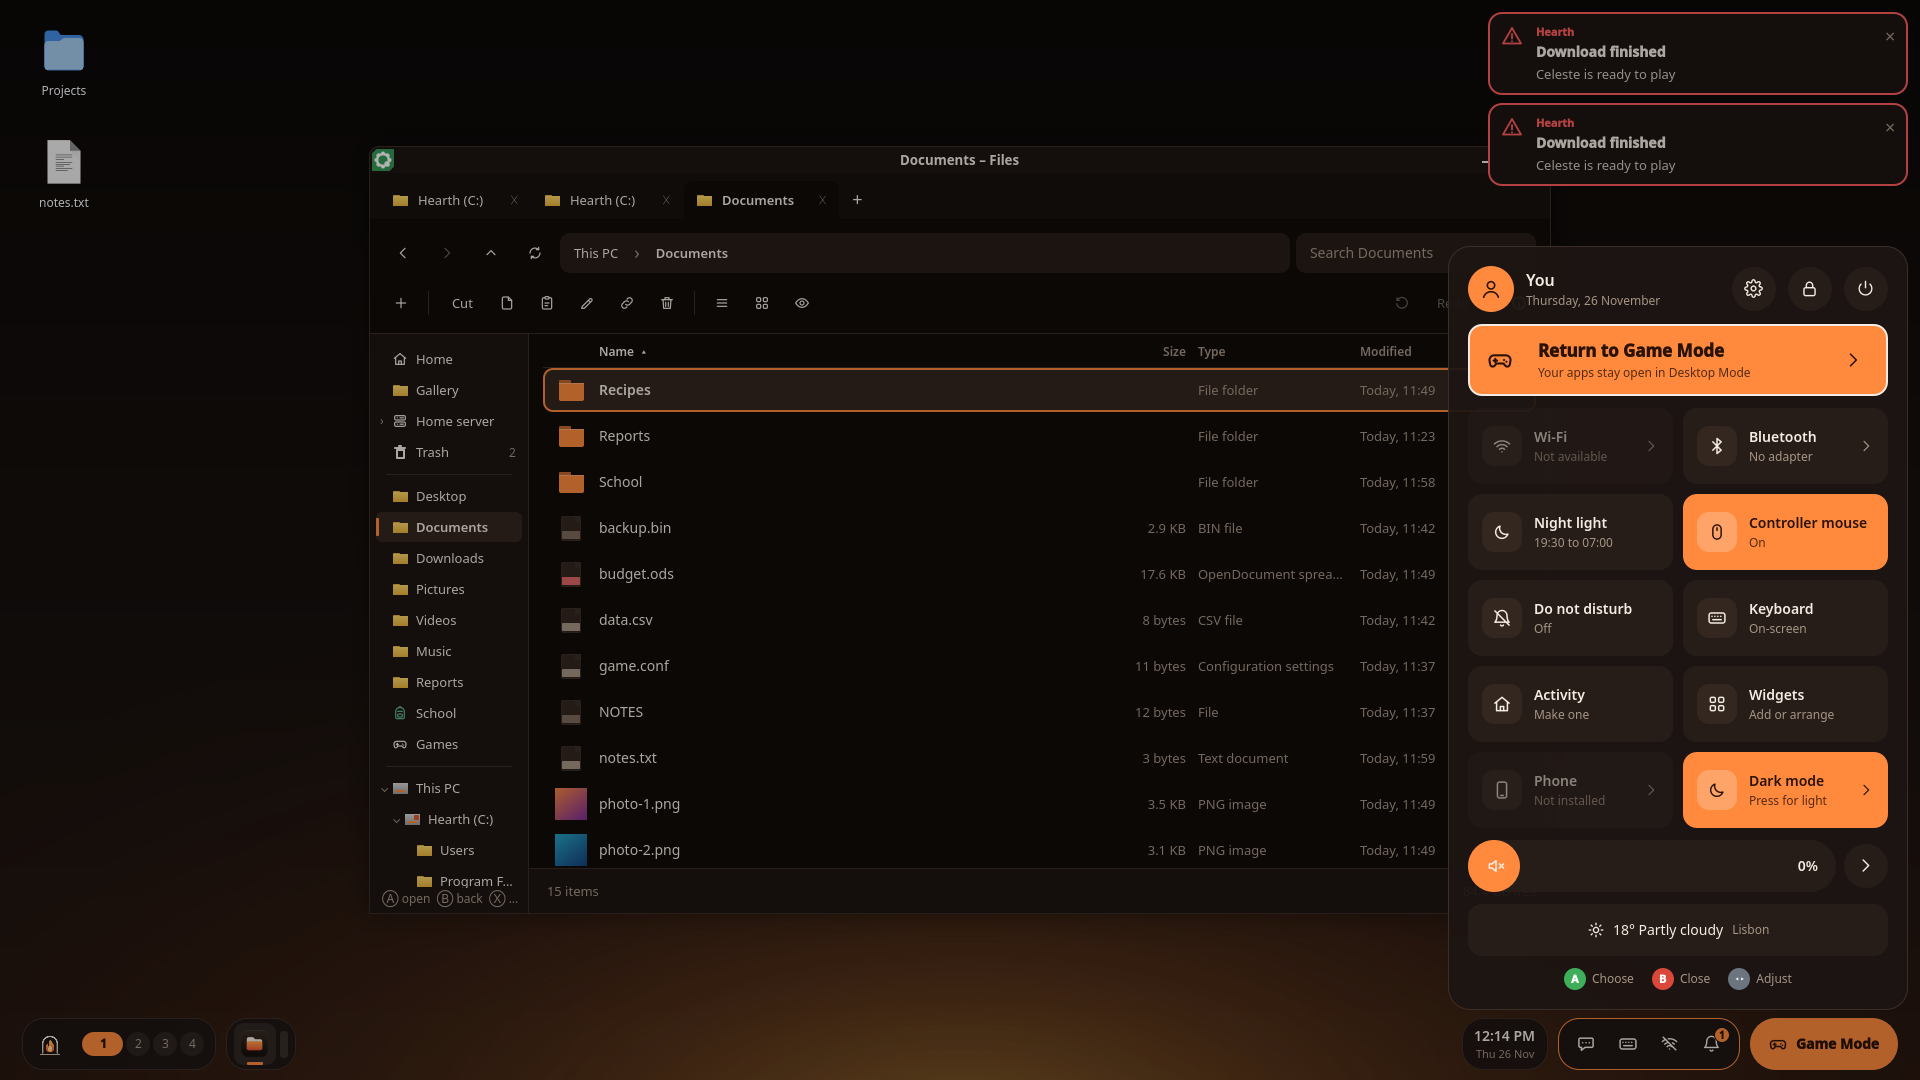 Projects
notes.txt
Hearth
Download finished
Celeste is ready to play
Hearth
Download finished
Celeste is ready to play
Documents – Files
Hearth (C:)
Hearth (C:)
Documents
This PC
Documents
Search Documents
Cut
Home
Gallery
Home server
Trash 2
Desktop
Documents
Downloads
Pictures
Videos
Music
Reports
School
Games
This PC
Hearth (C:)
Users
Program F...
A open B back X ...
Name Size Type Modified
Recipes File folder Today, 11:49
Reports File folder Today, 11:23
School File folder Today, 11:58
backup.bin 2.9 KB BIN file Today, 11:42
budget.ods 17.6 KB OpenDocument sprea... Today, 11:49
data.csv 8 bytes CSV file Today, 11:42
game.conf 11 bytes Configuration settings Today, 11:37
NOTES 12 bytes File Today, 11:37
notes.txt 3 bytes Text document Today, 11:59
photo-1.png 3.5 KB PNG image Today, 11:49
photo-2.png 3.1 KB PNG image Today, 11:49
15 items
You
Thursday, 26 November
Return to Game Mode
Your apps stay open in Desktop Mode
Wi-Fi
Not available
Bluetooth
No adapter
Night light
19:30 to 07:00
Controller mouse
On
Do not disturb
Off
Keyboard
On-screen
Activity
Make one
Widgets
Add or arrange
Phone
Not installed
Dark mode
Press for light
0%
18° Partly cloudy Lisbon
A Choose B Close Adjust
1 2 3 4
12:14 PM
Thu 26 Nov
1
Game Mode